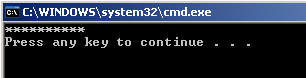 C:\WINDOWS\system32\cmd.exe
**********
Press any key to continue . . .